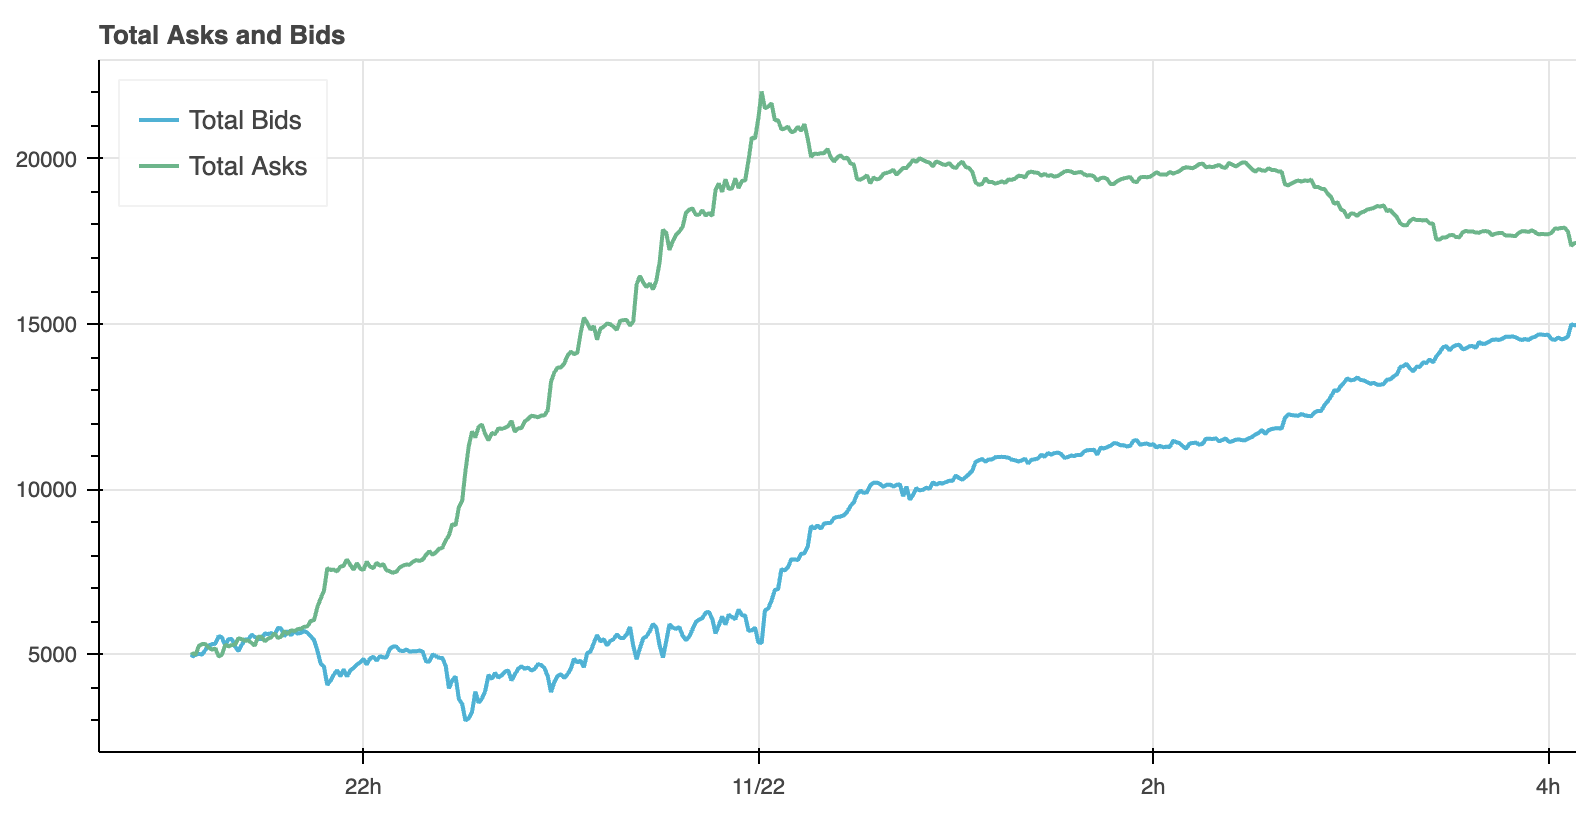 Total Asks and Bids
Total Bids
Total Asks
20000
15000
10000
5000
22h
11/22
2h
4h